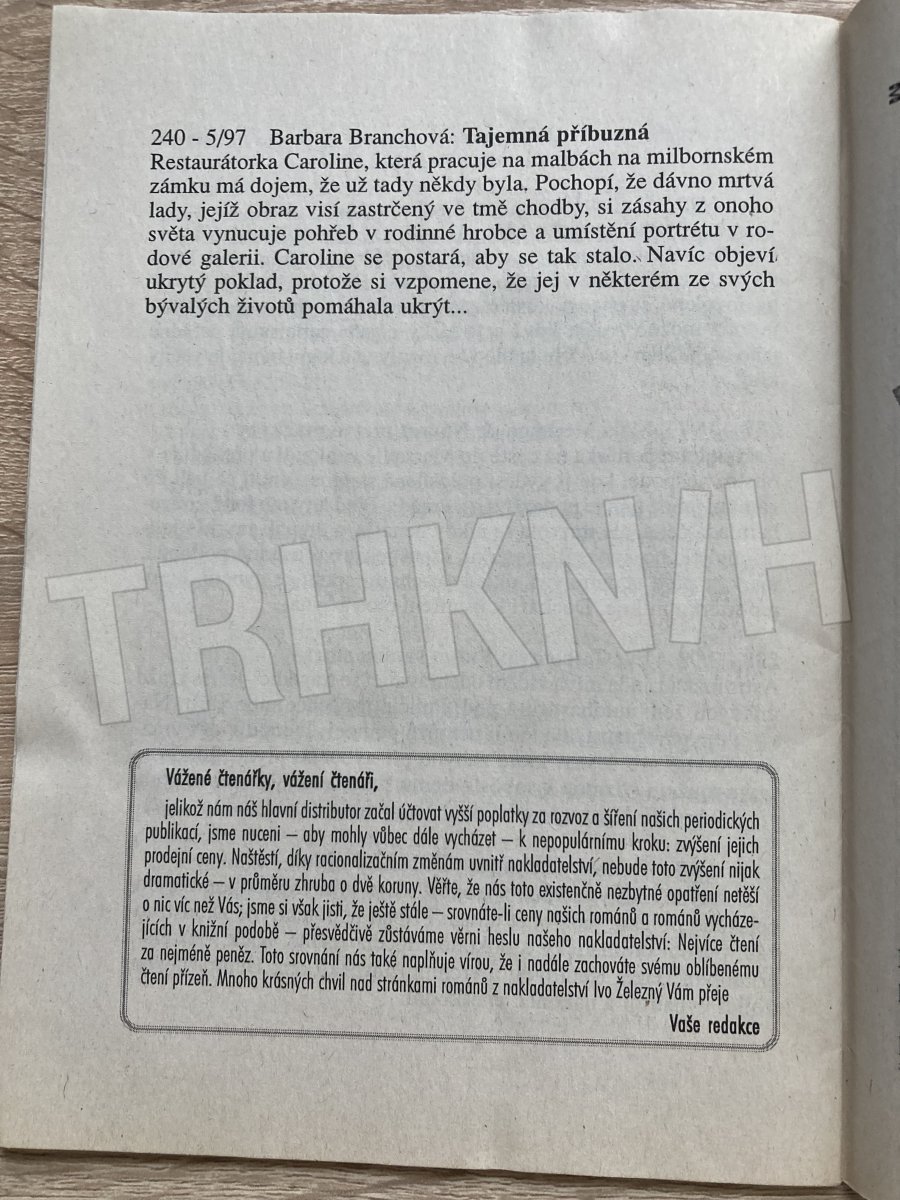 240 - 5/97 Barbara Branchová: Tajemná příbuzná
Restaurátorka Caroline, která pracuje na malbách na milbornském
zámku má dojem, že už tady někdy byla. Pochopí, že dávno mrtvá
lady, jejíž obraz visí zastrčený ve tmě chodby, si zásahy z onoho
světa vynucuje pohřeb v rodinné hrobce a umístění portrétu v ro-
dové galerii. Caroline se postará, aby se tak stalo. Navíc objeví
ukrytý poklad, protože si vzpomene, že jej v některém ze svých
bývalých životů pomáhala ukrýt...
TRHKNIH
Vážené čtenářky, vážení čtenáři,
jelikož nám náš hlavní distributor začal účtovat vyšší poplatky za rozvoz a šíření našich periodických
publikací, jsme nuceni – aby mohly vůbec dále vycházet – k nepopulárnímu kroku: zvýšení jejich
prodejní ceny. Naštěstí, díky racionalizačním změnám uvnitř nakladatelství, nebude toto zvýšení nijak
dramatické – v průměru zhruba o dvě koruny. Věřte, že nás toto existenčně nezbytné opatření netěší
o nic víc než Vás; jsme si však jisti, že ještě stále – srovnáte-li ceny našich románů a románů vycháze-
jících v knižní podobě – přesvědčivě zůstáváme věrni heslu našeho nakladatelství: Nejvíce čtení
za nejméně peněz. Toto srovnání nás také naplňuje vírou, že i nadále zachováte svému oblíbenému
čtení přízeň. Mnoho krásných chvil nad stránkami románů z nakladatelství Ivo Železný Vám přeje
Vaše redakce